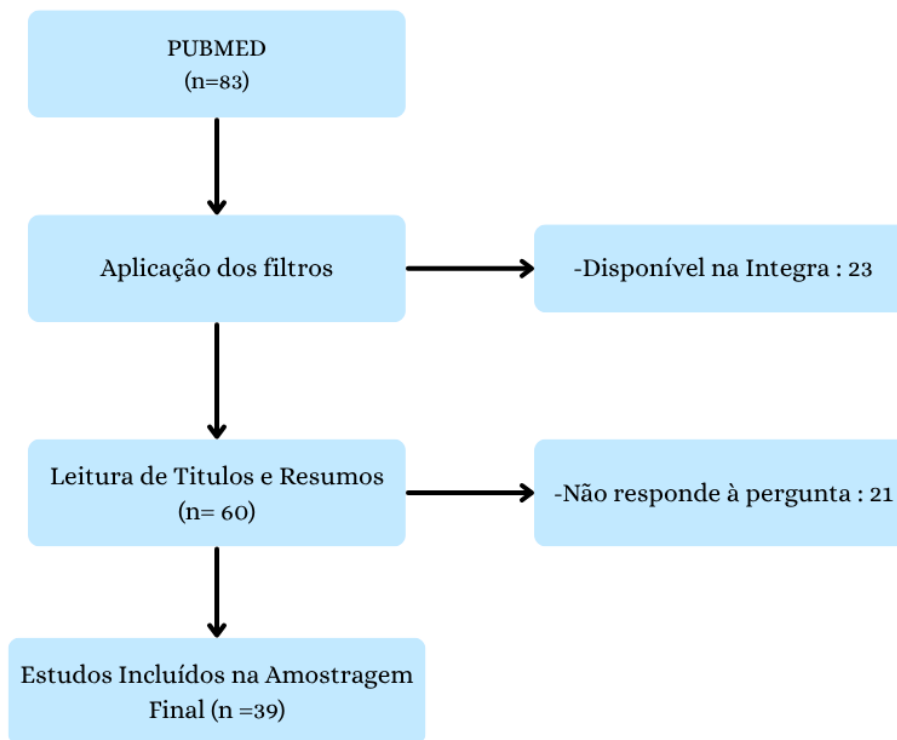 PUBMED
(n=83)
Aplicação dos filtros
-Disponível na Integra : 23
Leitura de Titulos e Resumos
(n= 60)
-Não responde à pergunta : 21
Estudos Incluídos na Amostragem
Final (n =39)